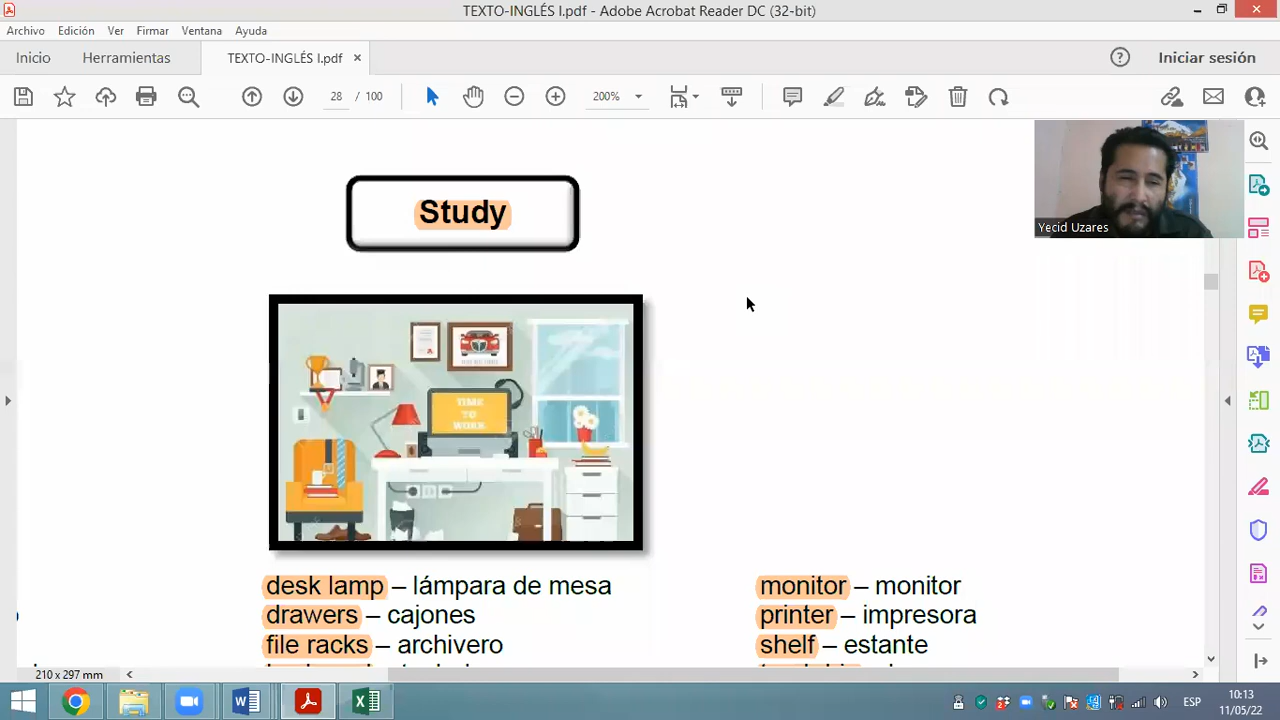 TEXTO-INGLÉS I.pdf - Adobe Acrobat Reader DC (32-bit)
Archivo Edición Ver Firmar Ventana Ayuda
Inicio Herramientas TEXTO-INGLÉS I.pdf Iniciar sesión
28 / 100 200%
Yecid Uzares
Study
TIME
TO
WORK
desk lamp – lámpara de mesa
drawers – cajones
file racks – archivero
monitor – monitor
printer – impresora
shelf – estante
210 x 297 mm
ESP
10:13
11/05/22